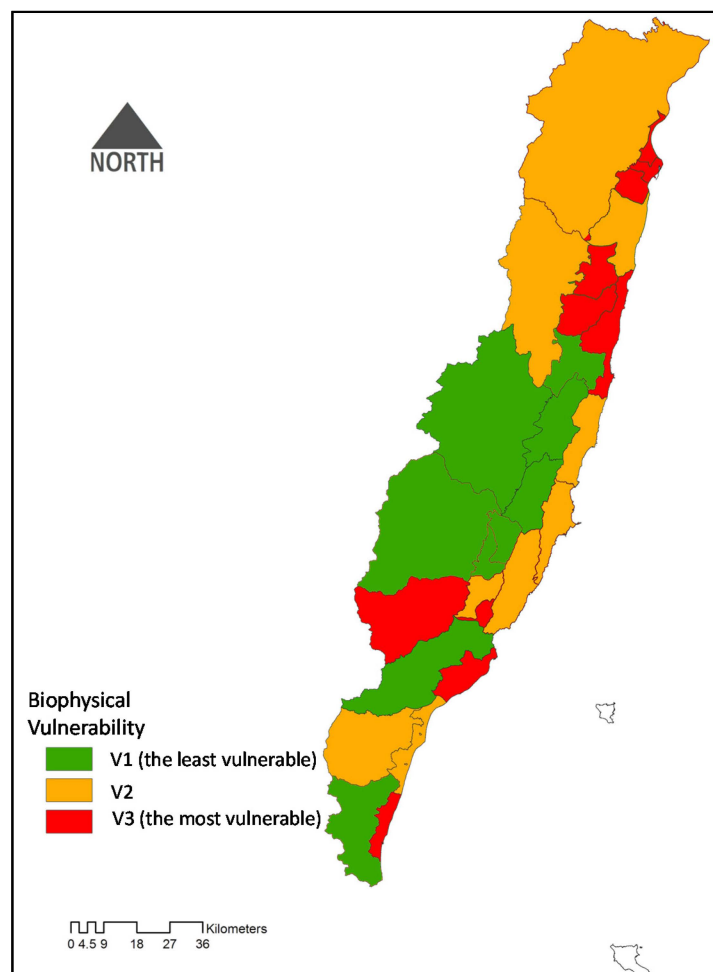 NORTH
Biophysical
Vulnerability
V1 (the least vulnerable)
V2
V3 (the most vulnerable)
Kilometers
0 4.5 9 18 27 36